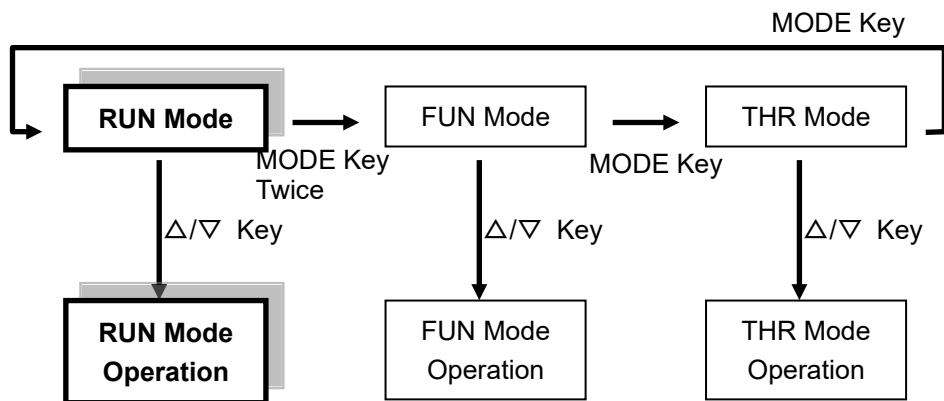 MODE Key
RUN Mode
FUN Mode
THR Mode
MODE Key
Twice
MODE Key
△/▽ Key
△/▽ Key
△/▽ Key
RUN Mode
Operation
FUN Mode
Operation
THR Mode
Operation